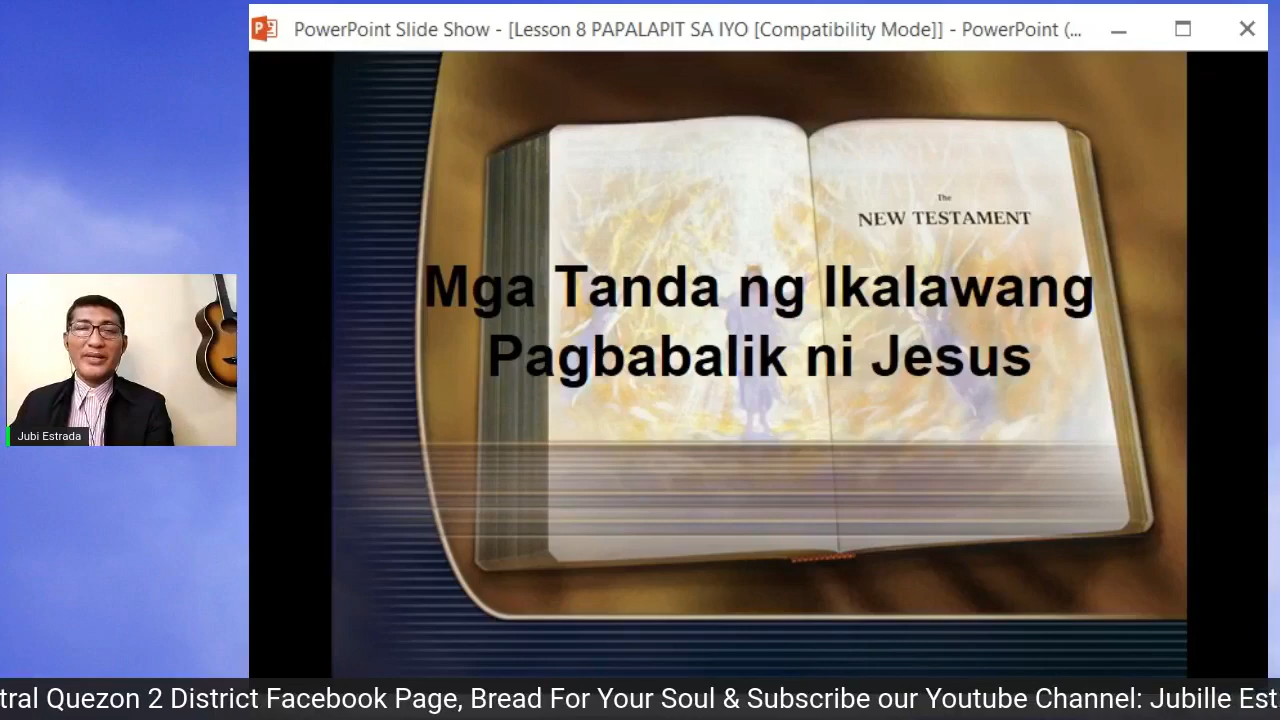 PowerPoint Slide Show - [Lesson 8 PAPALAPIT SA IYO [Compatibility Mode]] - PowerPoint (...
The
NEW TESTAMENT
Mga Tanda ng Ikalawang
Pagbabalik ni Jesus
Jubi Estrada
tral Quezon 2 District Facebook Page, Bread For Your Soul & Subscribe our Youtube Channel: Jubille Est